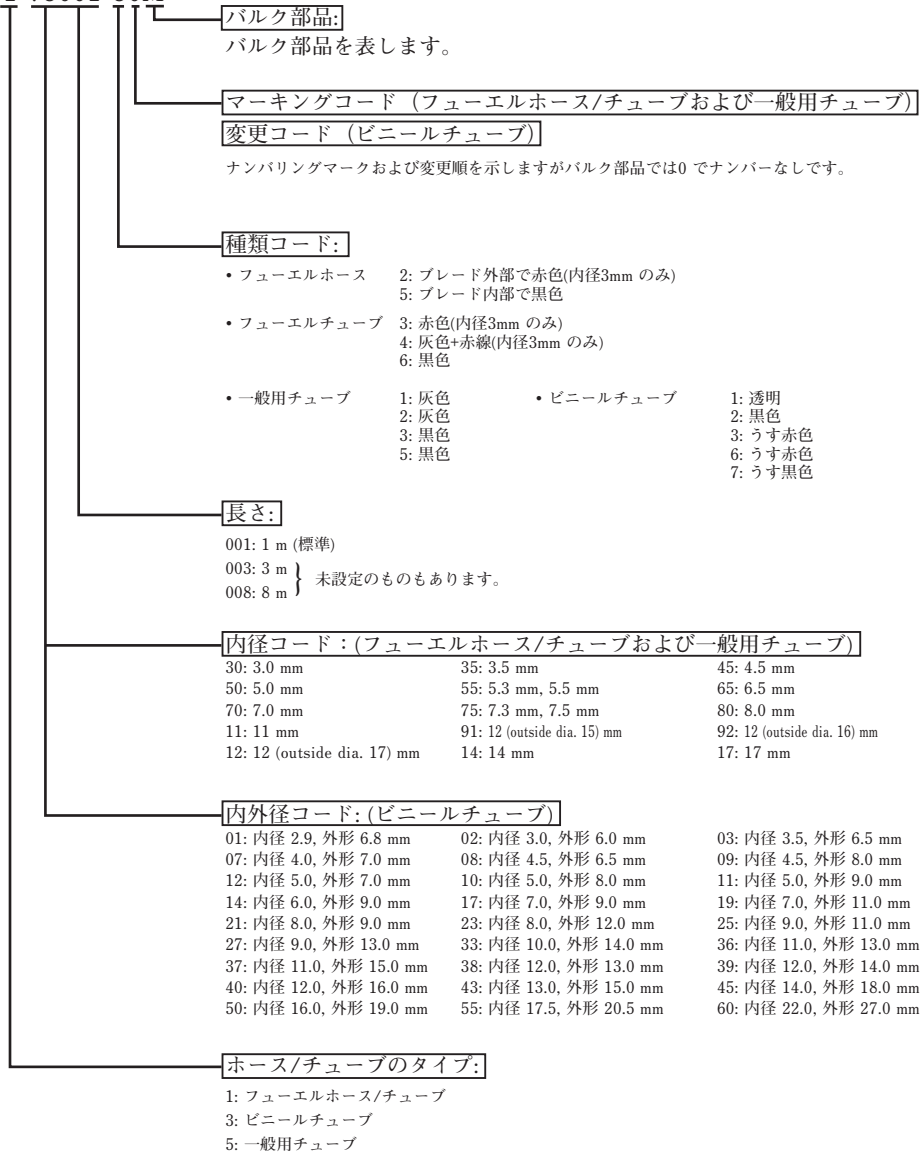 バルク部品:
バルク部品を表します。
マーキングコード (フューエルホース/チューブおよび一般用チューブ)
変更コード (ビニールチューブ)
ナンバリングマークおよび変更順を示しますがバルク部品では0 でナンバーなしです。
種類コード:
• フューエルホース 2: ブレード外部で赤色(内径3mm のみ)
5: ブレード内部で黒色
• フューエルチューブ 3: 赤色(内径3mm のみ)
4: 灰色+赤線(内径3mm のみ)
6: 黒色
• 一般用チューブ 1: 灰色 • ビニールチューブ 1: 透明
2: 灰色 2: 黒色
3: 黒色 3: うす赤色
5: 黒色 6: うす赤色
7: うす黒色
長さ:
001: 1 m (標準)
003: 3 m
008: 8 m } 未設定のものもあります。
内径コード：(フューエルホース/チューブおよび一般用チューブ)
30: 3.0 mm 35: 3.5 mm 45: 4.5 mm
50: 5.0 mm 55: 5.3 mm, 5.5 mm 65: 6.5 mm
70: 7.0 mm 75: 7.3 mm, 7.5 mm 80: 8.0 mm
11: 11 mm 91: 12 (outside dia. 15) mm 92: 12 (outside dia. 16) mm
12: 12 (outside dia. 17) mm 14: 14 mm 17: 17 mm
内外径コード: (ビニールチューブ)
01: 内径 2.9, 外形 6.8 mm 02: 内径 3.0, 外形 6.0 mm 03: 内径 3.5, 外形 6.5 mm
07: 内径 4.0, 外形 7.0 mm 08: 内径 4.5, 外形 6.5 mm 09: 内径 4.5, 外形 8.0 mm
12: 内径 5.0, 外形 7.0 mm 10: 内径 5.0, 外形 8.0 mm 11: 内径 5.0, 外形 9.0 mm
14: 内径 6.0, 外形 9.0 mm 17: 内径 7.0, 外形 9.0 mm 19: 内径 7.0, 外形 11.0 mm
21: 内径 8.0, 外形 9.0 mm 23: 内径 8.0, 外形 12.0 mm 25: 内径 9.0, 外形 11.0 mm
27: 内径 9.0, 外形 13.0 mm 33: 内径 10.0, 外形 14.0 mm 36: 内径 11.0, 外形 13.0 mm
37: 内径 11.0, 外形 15.0 mm 38: 内径 12.0, 外形 13.0 mm 39: 内径 12.0, 外形 14.0 mm
40: 内径 12.0, 外形 16.0 mm 43: 内径 13.0, 外形 15.0 mm 45: 内径 14.0, 外形 18.0 mm
50: 内径 16.0, 外形 19.0 mm 55: 内径 17.5, 外形 20.5 mm 60: 内径 22.0, 外形 27.0 mm
ホース/チューブのタイプ:
1: フューエルホース/チューブ
3: ビニールチューブ
5: 一般用チューブ